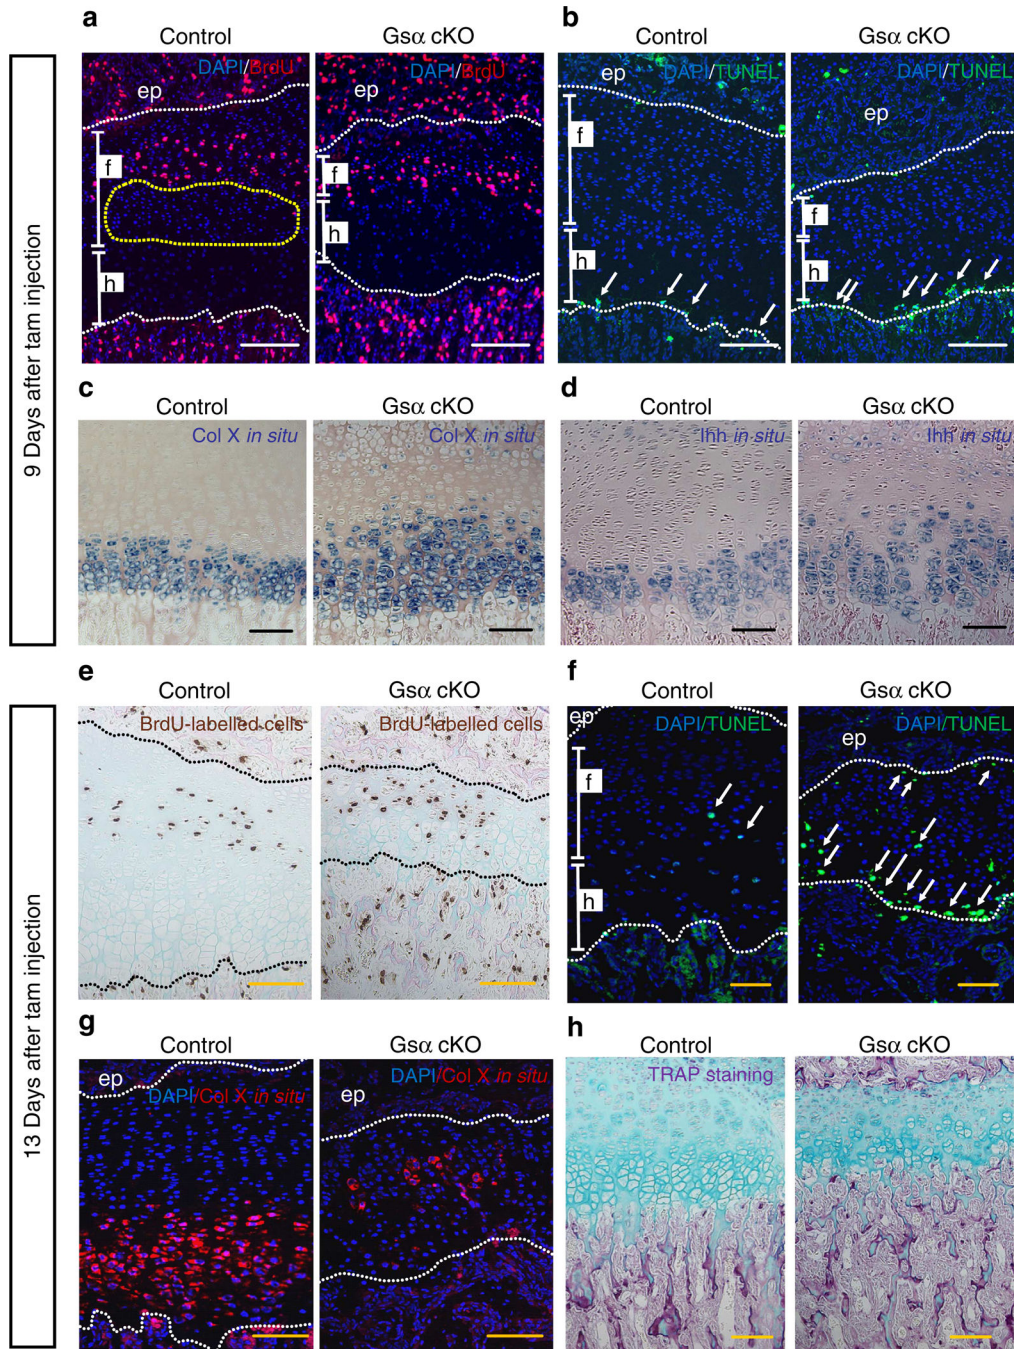 a
b
Control
Gsα cKO
Control
Gsα cKO
DAPI/BrdU
DAPI/BrdU
DAPI/TUNEL
DAPI/TUNEL
ep
ep
ep
ep
f
f
f
f
h
h
h
h
9 Days after tam injection
c
d
Control
Gsα cKO
Control
Gsα cKO
Col X in situ
Col X in situ
Ihh in situ
Ihh in situ
e
f
Control
Gsα cKO
Control
Gsα cKO
BrdU-labelled cells
BrdU-labelled cells
DAPI/TUNEL
DAPI/TUNEL
ep
ep
f
h
13 Days after tam injection
g
h
Control
Gsα cKO
Control
Gsα cKO
ep
DAPI/Col X in situ
DAPI/Col X in situ
ep
TRAP staining